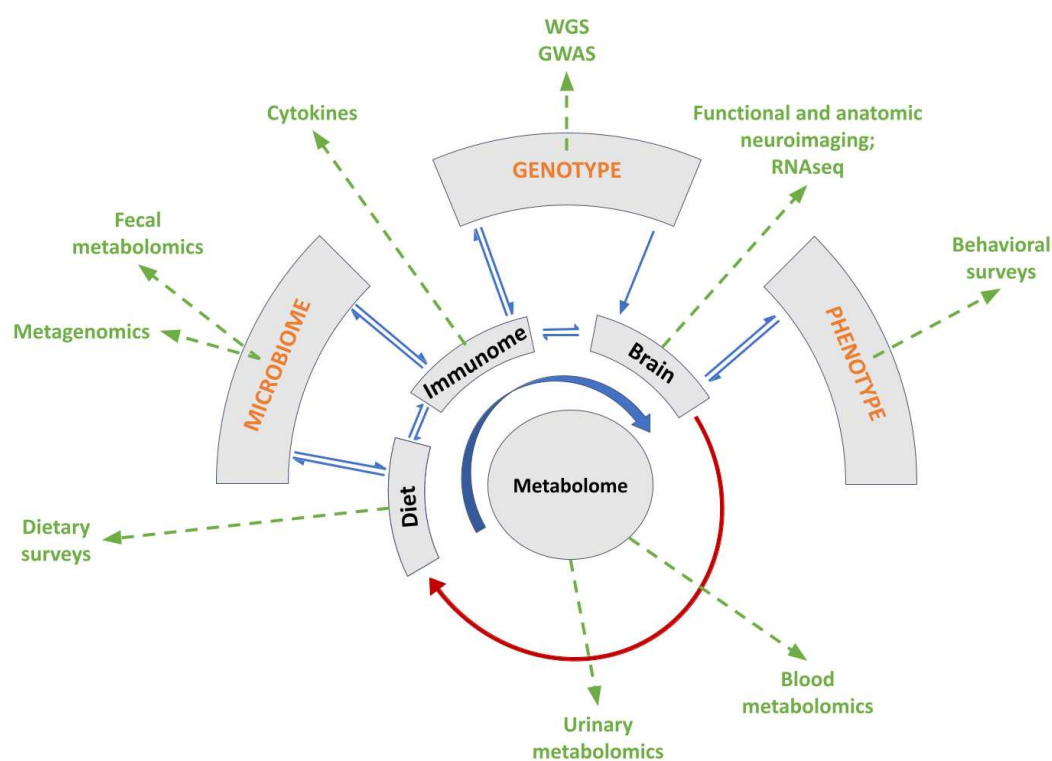 WGS
GWAS
Cytokines
Functional and anatomic
neuroimaging;
RNAseq
GENOTYPE
Fecal
metabolomics
Behavioral
surveys
Metagenomics
MICROBIOME
Immunome
Brain
PHENOTYPE
Diet
Metabolome
Dietary
surveys
Blood
metabolomics
Urinary
metabolomics